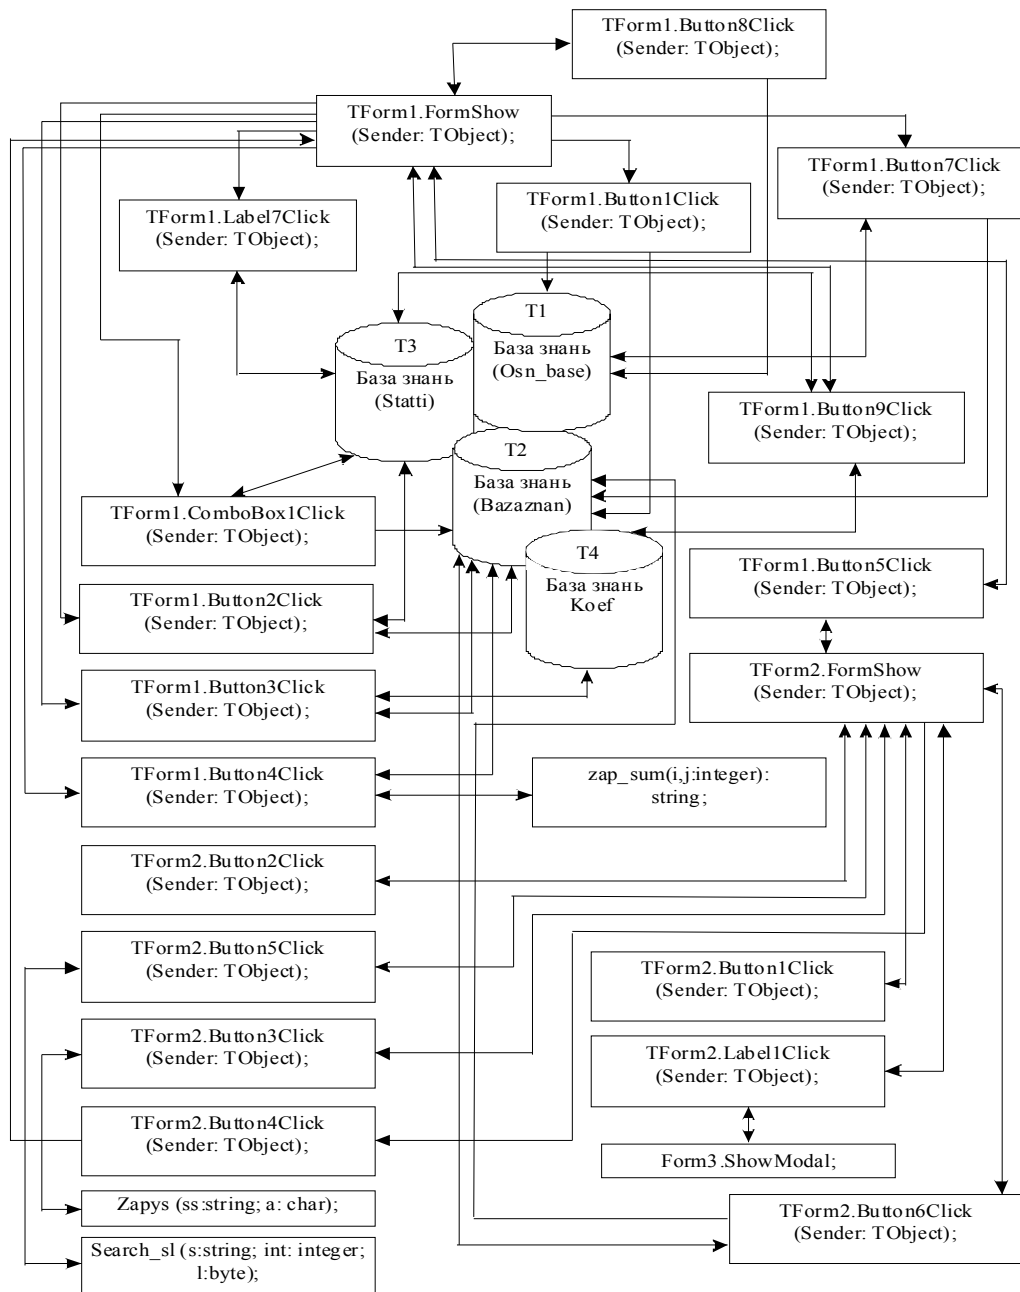 TForm1.Button8Click
(Sender: TObject);
TForm1.FormShow
(Sender: TObject);
TForm1.Button7Click
(Sender: TObject);
TForm1.Button1Click
(Sender: TObject);
TForm1.Label7Click
(Sender: TObject);
T1
База знань
(Osn_base)
T3
База знань
(Statti)
TForm1.Button9Click
(Sender: TObject);
T2
База знань
(Bazaznan)
TForm1.ComboBox1Click
(Sender: TObject);
T4
База знань
Koef
TForm1.Button5Click
(Sender: TObject);
TForm1.Button2Click
(Sender: TObject);
TForm2.FormShow
(Sender: TObject);
TForm1.Button3Click
(Sender: TObject);
TForm1.Button4Click
(Sender: TObject);
zap_sum(i,j:integer):
string;
TForm2.Button2Click
(Sender: TObject);
TForm2.Button5Click
(Sender: TObject);
TForm2.Button1Click
(Sender: TObject);
TForm2.Button3Click
(Sender: TObject);
TForm2.Label1Click
(Sender: TObject);
TForm2.Button4Click
(Sender: TObject);
Form3.ShowModal;
Zapys (ss:string; a: char);
TForm2.Button6Click
(Sender: TObject);
Search_sl (s:string; int: integer;
l:byte);